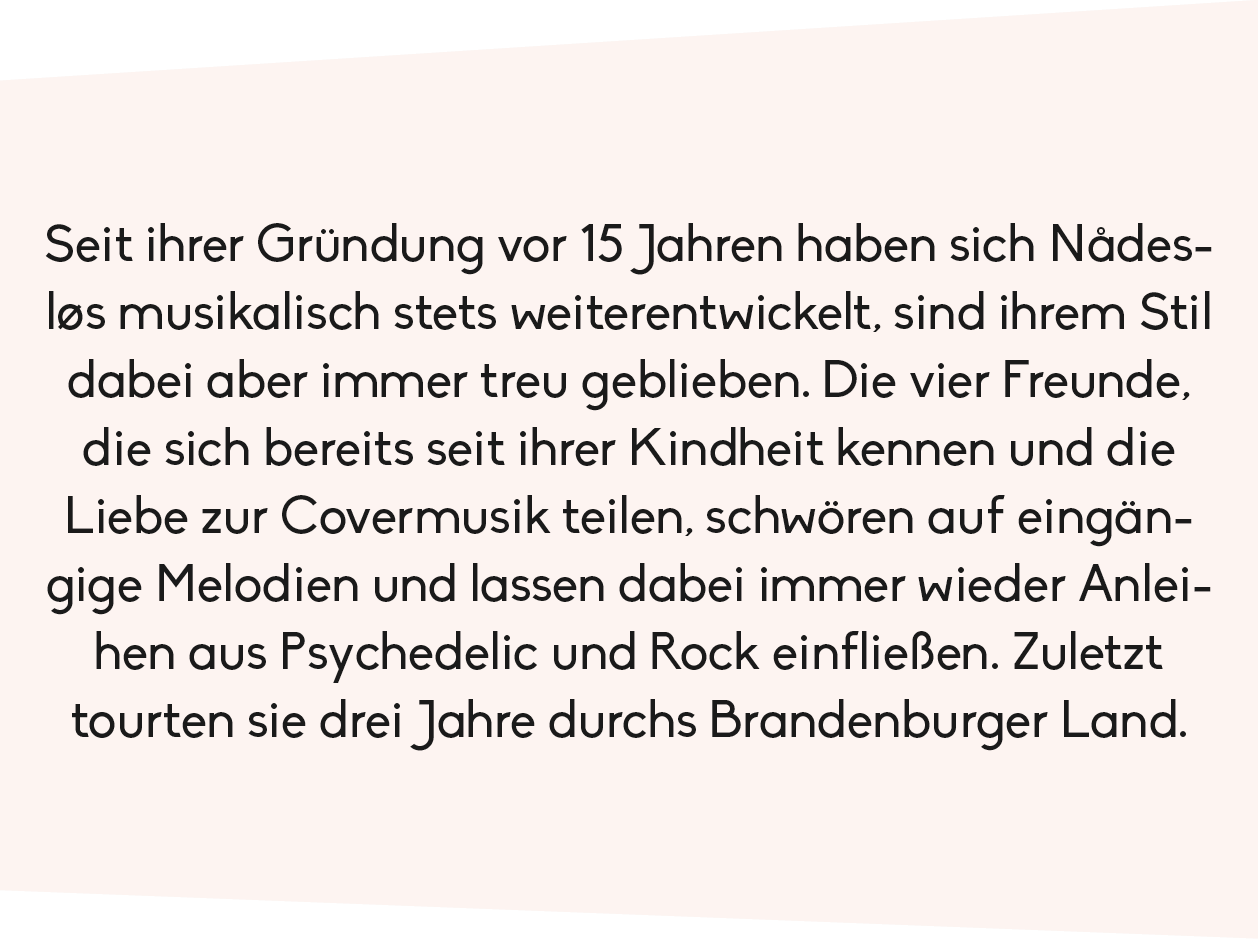 Seit ihrer Gründung vor 15 Jahren haben sich Nådes-
løs musikalisch stets weiterentwickelt, sind ihrem Stil
dabei aber immer treu geblieben. Die vier Freunde,
die sich bereits seit ihrer Kindheit kennen und die
Liebe zur Covermusik teilen, schwören auf eingän-
gige Melodien und lassen dabei immer wieder Anlei-
hen aus Psychedelic und Rock einfließen. Zuletzt
tourten sie drei Jahre durchs Brandenburger Land.